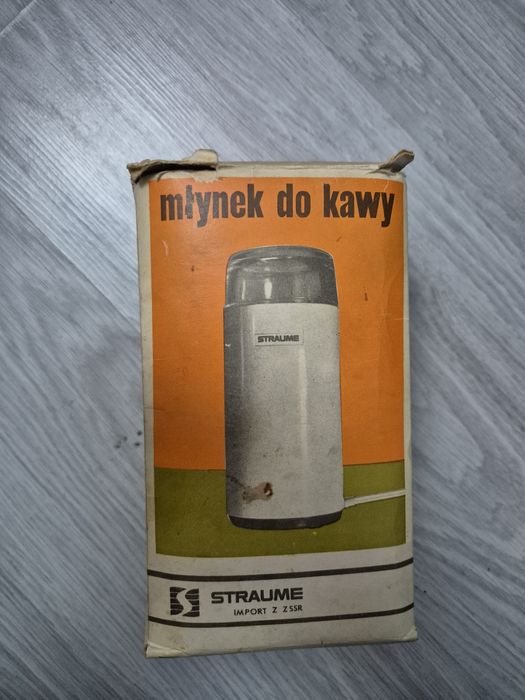 młynek do kawy
STRAUME
STRAUME
IMPORT Z ZSSR